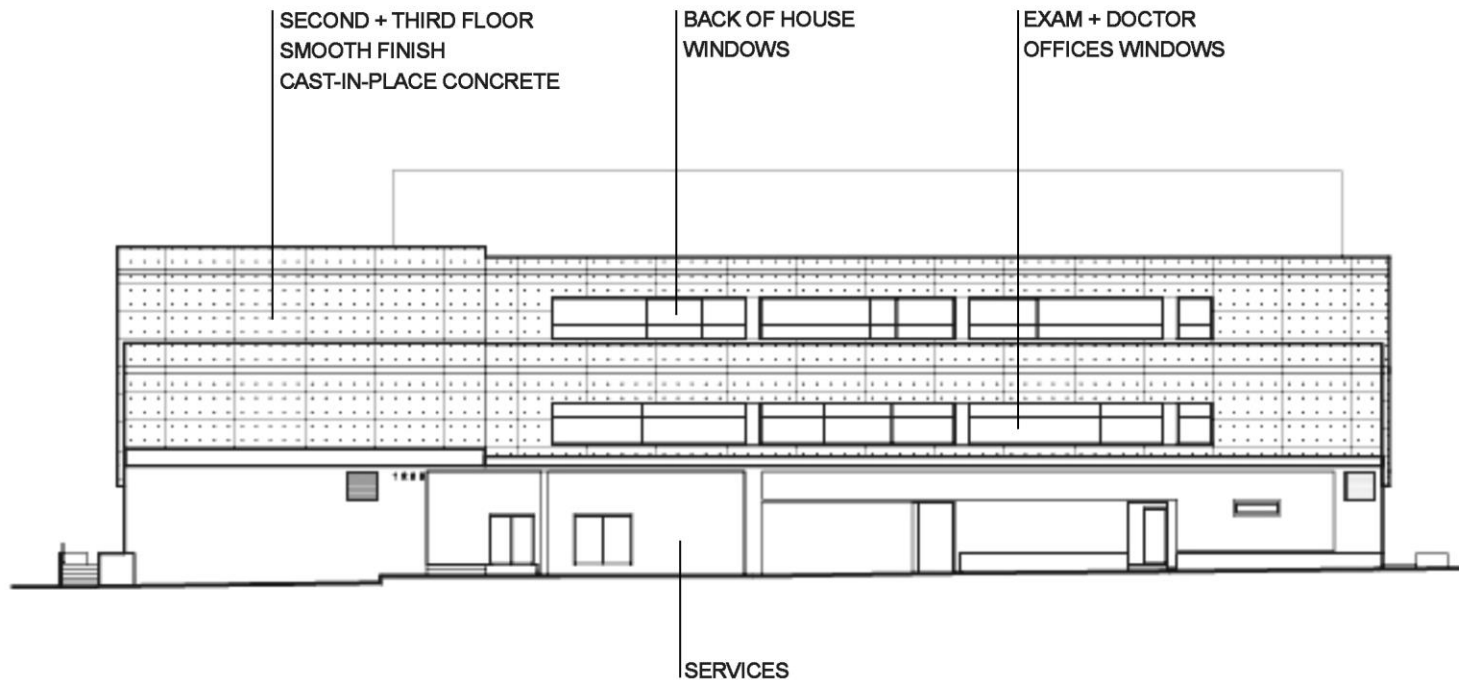 SECOND + THIRD FLOOR
SMOOTH FINISH
CAST-IN-PLACE CONCRETE
BACK OF HOUSE
WINDOWS
EXAM + DOCTOR
OFFICES WINDOWS
SERVICES